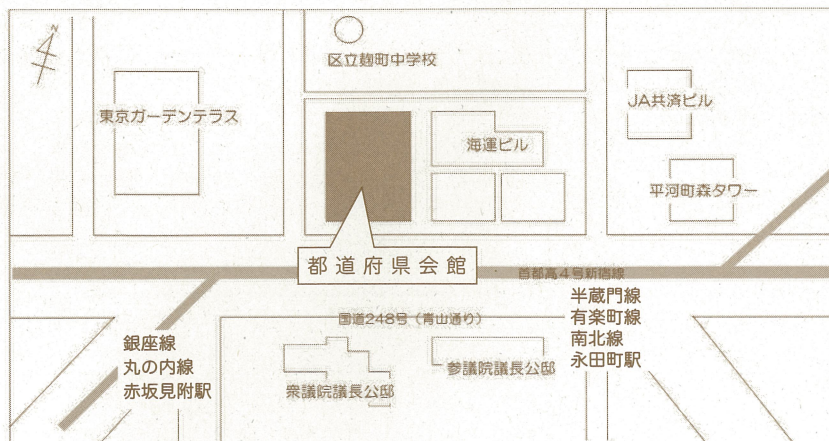 N
区立麹町中学校
東京ガーデンテラス
JA共済ビル
海運ビル
平河町森タワー
都道府県会館
首都高4号新宿線
半蔵門線
有楽町線
南北線
永田町駅
国道248号（青山通り）
銀座線
丸の内線
赤坂見附駅
衆議院議長公邸
参議院議長公邸